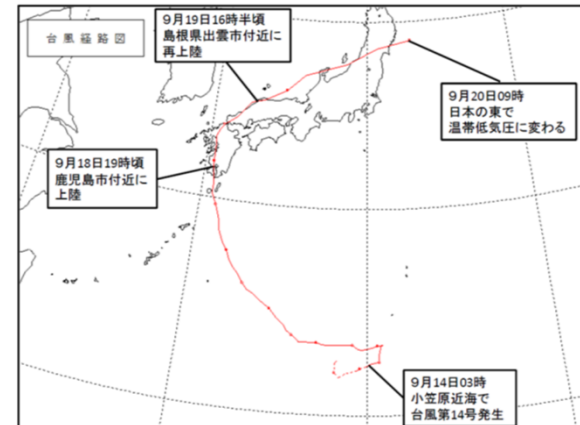 台風経路図
9月19日16時半頃
島根県出雲市付近に
再上陸
9月20日09時
日本の東で
温帯低気圧に変わる
9月18日19時頃
鹿児島市付近に
上陸
9月14日03時
小笠原近海で
台風第14号発生